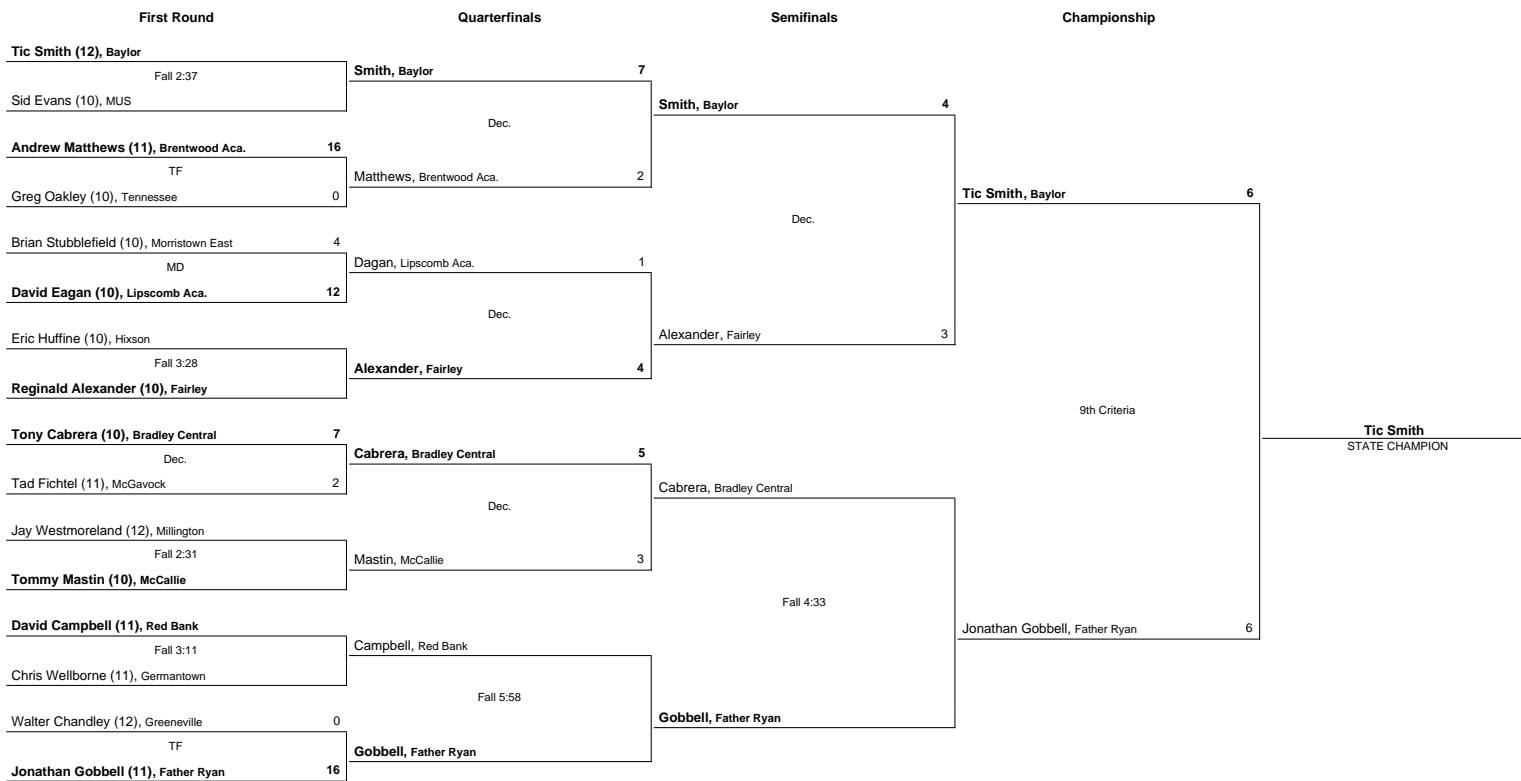 First Round
Quarterfinals
Semifinals
Championship
Tic Smith (12), Baylor
Fall 2:37
Sid Evans (10), MUS
Andrew Matthews (11), Brentwood Aca. 16
TF
Greg Oakley (10), Tennessee 0
Brian Stubblefield (10), Morristown East 4
MD
David Eagan (10), Lipscomb Aca. 12
Eric Huffine (10), Hixson
Fall 3:28
Reginald Alexander (10), Fairley
Tony Cabrera (10), Bradley Central 7
Dec.
Tad Fichtel (11), McGavock 2
Jay Westmoreland (12), Millington
Fall 2:31
Tommy Mastin (10), McCallie
David Campbell (11), Red Bank
Fall 3:11
Chris Wellborne (11), Germantown
Walter Chandley (12), Greeneville 0
TF
Jonathan Gobbell (11), Father Ryan 16
Smith, Baylor 7
Dec.
Matthews, Brentwood Aca. 2
Dagan, Lipscomb Aca. 1
Dec.
Alexander, Fairley 4
Cabrera, Bradley Central 5
Dec.
Mastin, McCallie 3
Campbell, Red Bank
Fall 5:58
Gobbell, Father Ryan
Smith, Baylor 4
Dec.
Alexander, Fairley 3
Cabrera, Bradley Central
Fall 4:33
Gobbell, Father Ryan
Tic Smith, Baylor 6
9th Criteria
Jonathan Gobbell, Father Ryan 6
Tic Smith
STATE CHAMPION